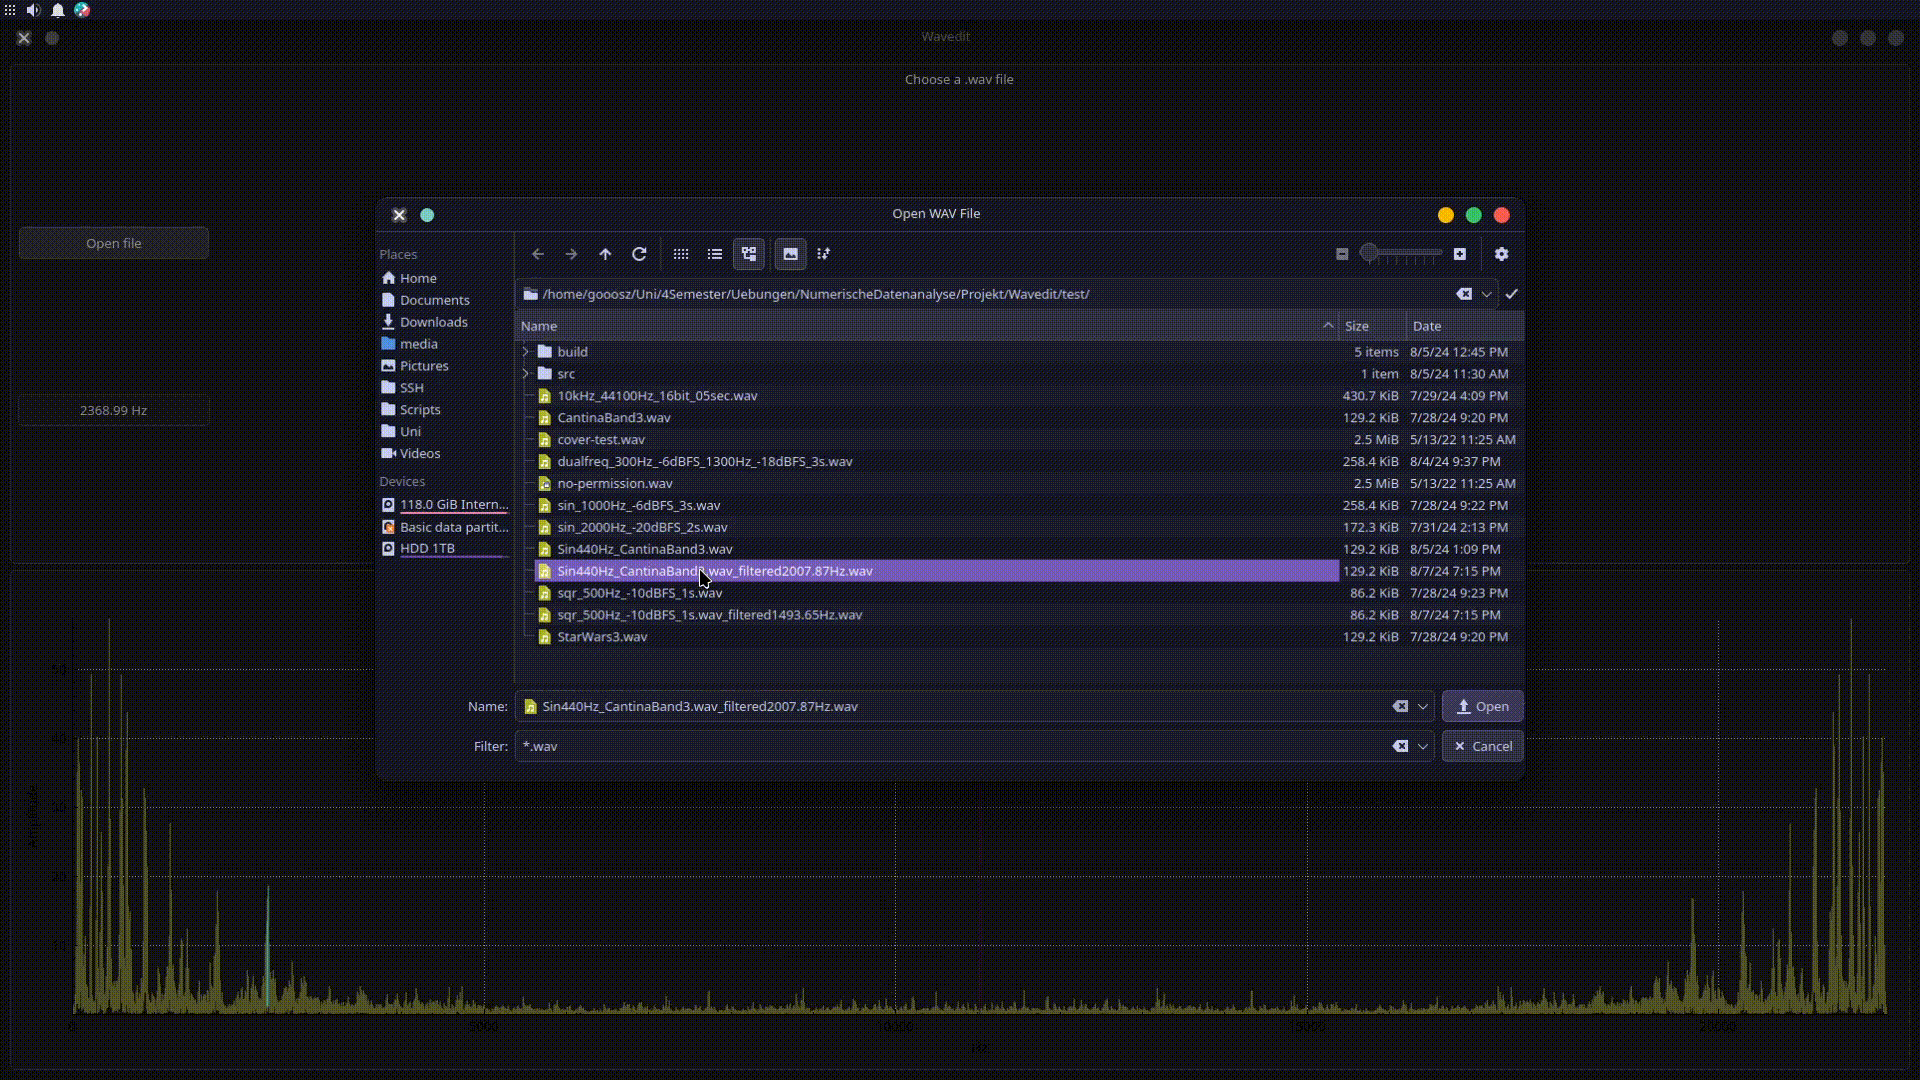 Wavedit
Choose a .wav file
Open WAV File
Open file
2368.99 Hz
Places
Home
Documents
Downloads
media
Pictures
SSH
Scripts
Uni
Videos
Devices
118.0 GiB Intern...
Basic data partit...
HDD 1TB
/home/gooosz/Uni/4Semester/Uebungen/NumerischeDatenanalyse/Projekt/Wavedit/test/
Name Size Date
build 5 items 8/5/24 12:45 PM
src 1 item 8/5/24 11:30 AM
10kHz_44100Hz_16bit_05sec.wav 430.7 KiB 7/29/24 4:09 PM
CantinaBand3.wav 129.2 KiB 7/28/24 9:20 PM
cover-test.wav 2.5 MiB 5/13/22 11:25 AM
dualfreq_300Hz_-6dBFS_1300Hz_-18dBFS_3s.wav 258.4 KiB 8/4/24 9:37 PM
no-permission.wav 2.5 MiB 5/13/22 11:25 AM
sin_1000Hz_-6dBFS_3s.wav 258.4 KiB 7/28/24 9:22 PM
sin_2000Hz_-20dBFS_2s.wav 172.3 KiB 7/31/24 2:13 PM
Sin440Hz_CantinaBand3.wav 129.2 KiB 8/5/24 1:09 PM
Sin440Hz_CantinaBand3.wav_filtered2007.87Hz.wav 129.2 KiB 8/7/24 7:15 PM
sqr_500Hz_-10dBFS_1s.wav 86.2 KiB 7/28/24 9:23 PM
sqr_500Hz_-10dBFS_1s.wav_filtered1493.65Hz.wav 86.2 KiB 8/7/24 7:15 PM
StarWars3.wav 129.2 KiB 7/28/24 9:20 PM
Name: Sin440Hz_CantinaBand3.wav_filtered2007.87Hz.wav Open
Filter: *.wav Cancel
50
40
30
20
10
Amplitude
0 5000 10000 15000 20000